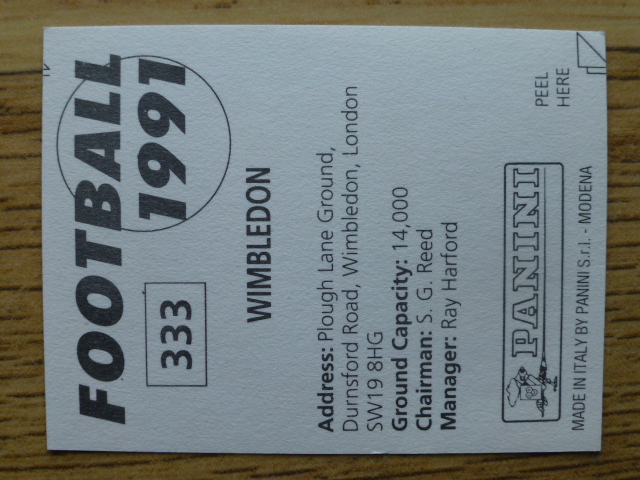 FOOTBALL
1991
333
WIMBLEDON
Address: Plough Lane Ground,
Durnsford Road, Wimbledon, London
SW19 8HG
Ground Capacity: 14,000
Chairman: S. G. Reed
Manager: Ray Harford
PANINI
MADE IN ITALY BY PANINI S.r.l. - MODENA
PEEL
HERE